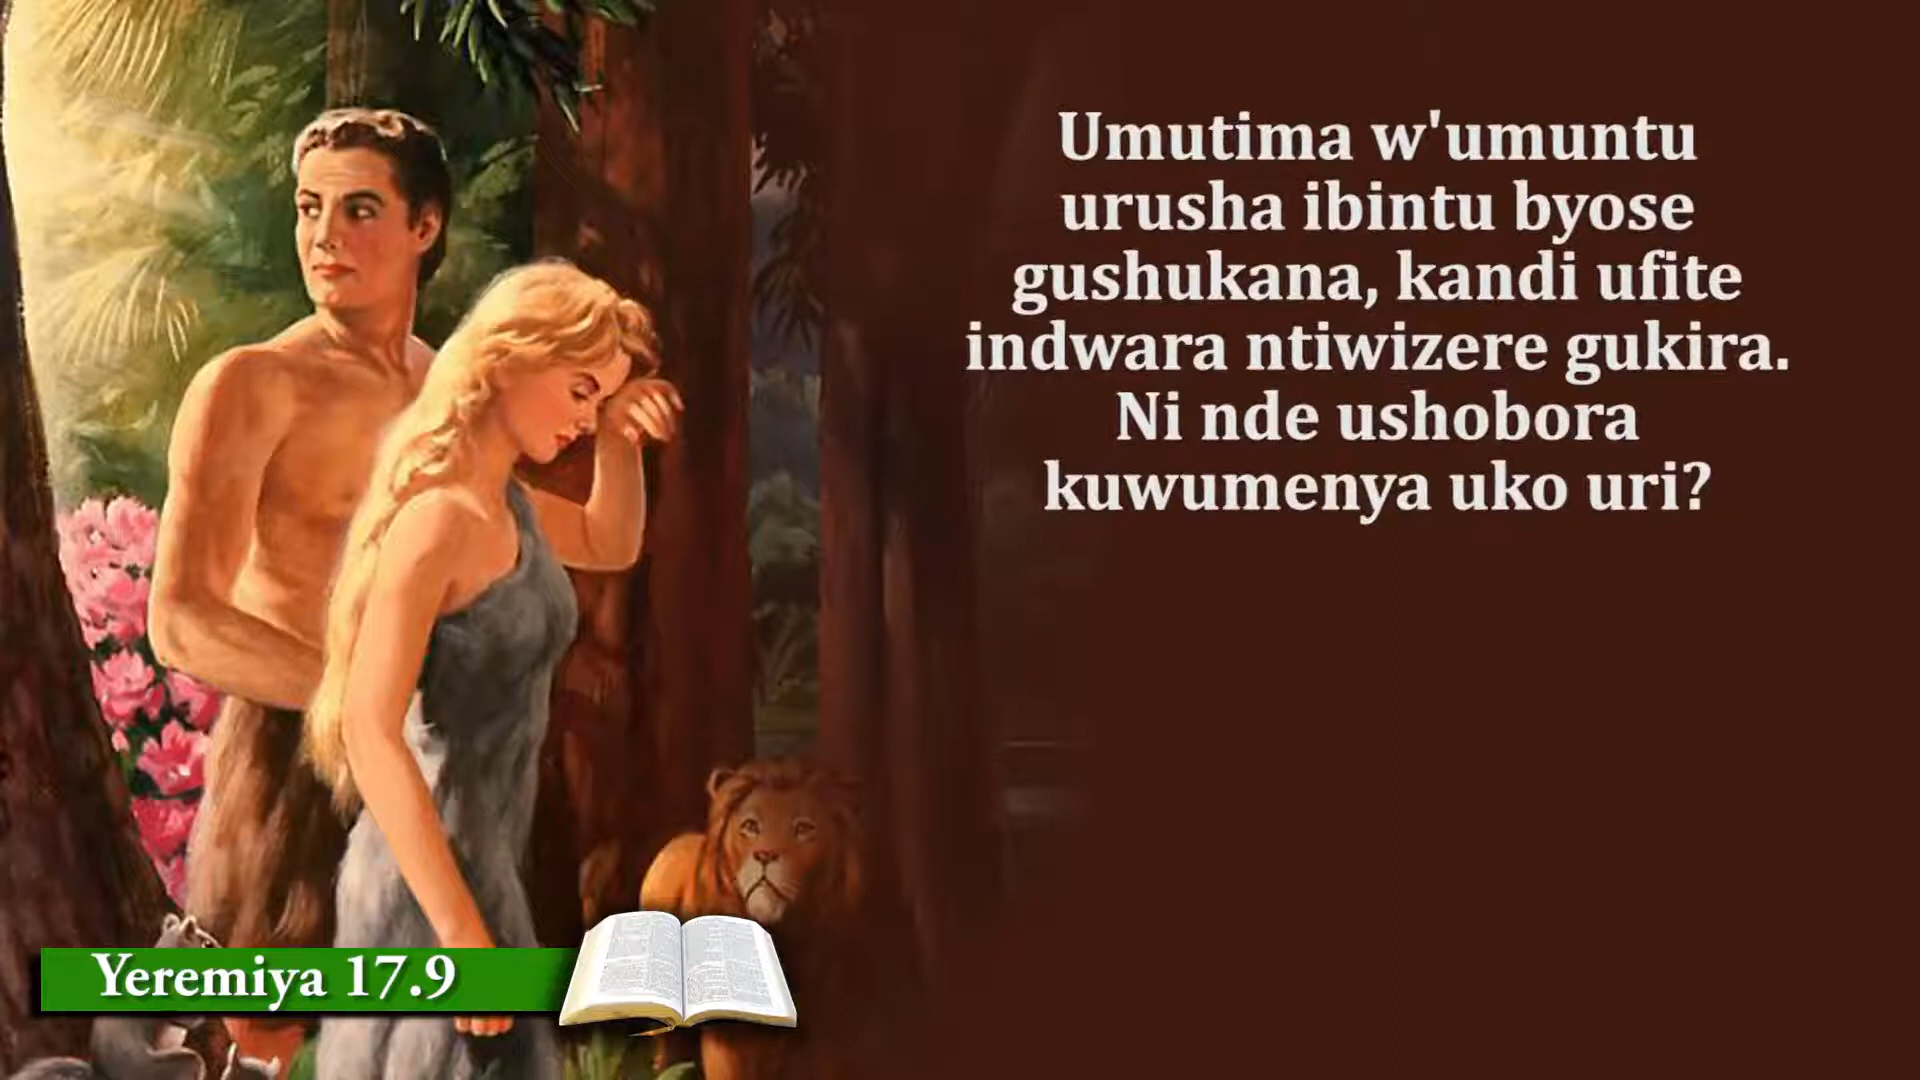 Umutima w'umuntu
urusha ibintu byose
gushukana, kandi ufite
indwara ntiwizere gukira.
Ni nde ushobora
kuwumenya uko uri?
Yeremiya 17.9